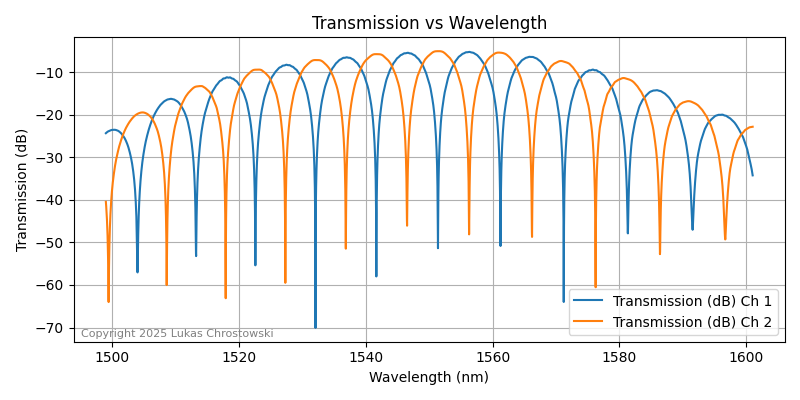 Transmission vs Wavelength
Transmission (dB)
−10
−20
−30
−40
−50
−60
−70
Copyright 2025 Lukas Chrostowski
Transmission (dB) Ch 1
Transmission (dB) Ch 2
1500 1520 1540 1560 1580 1600
Wavelength (nm)